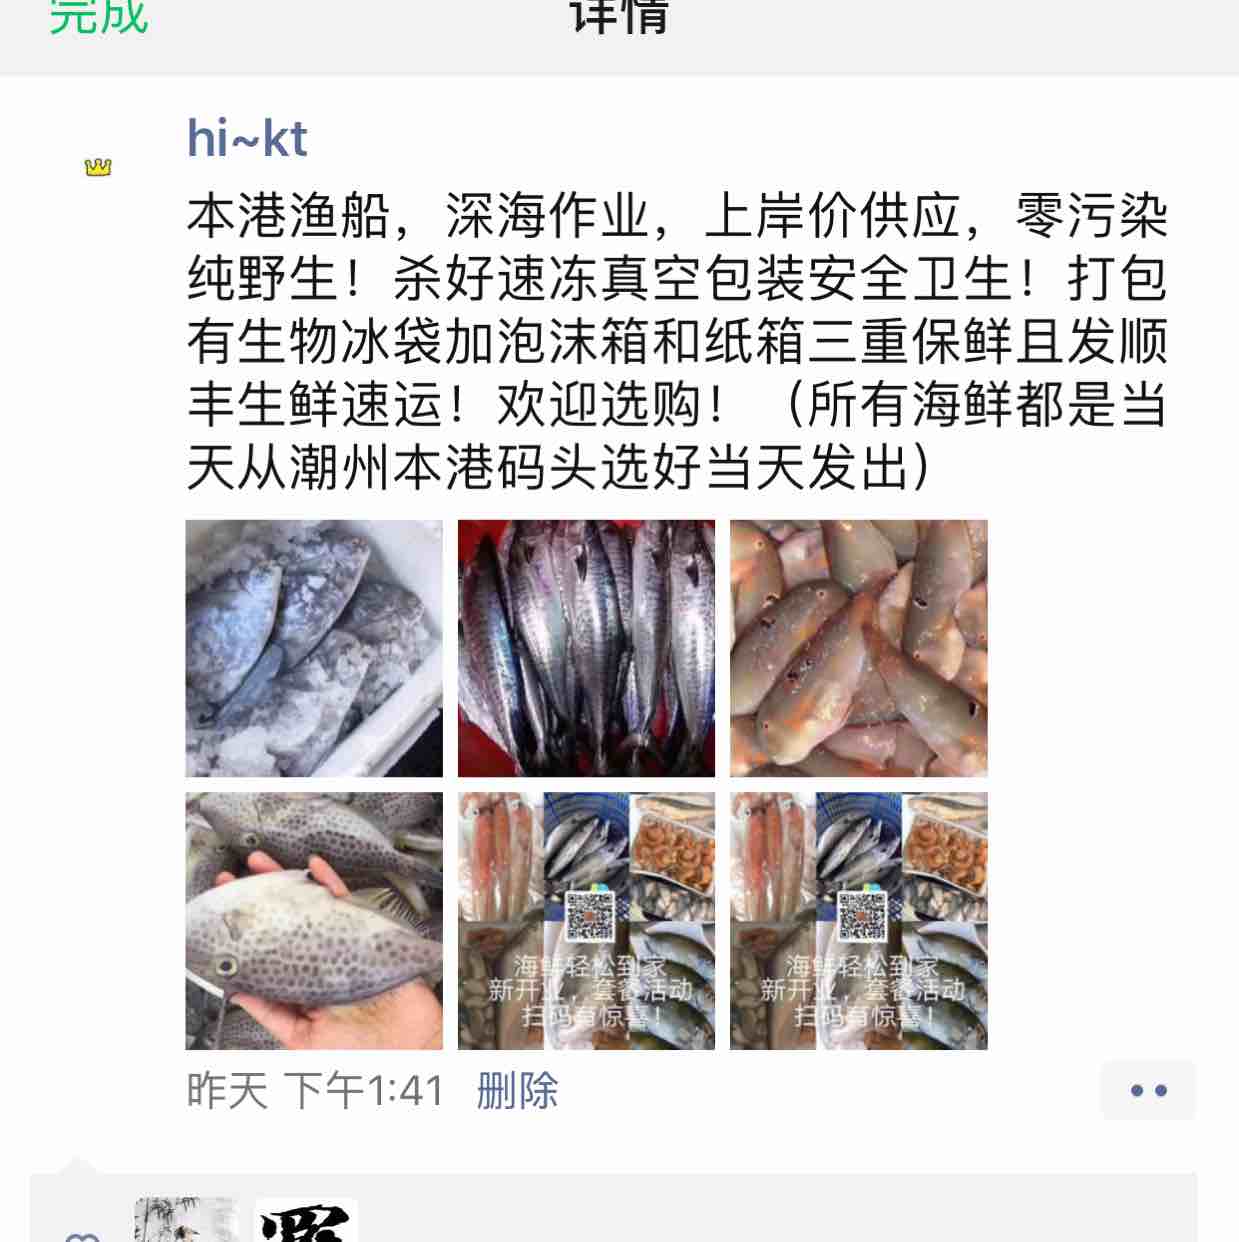 完成
详情
hi~kt
本港渔船，深海作业，上岸价供应，零污染
纯野生！杀好速冻真空包装安全卫生！打包
有生物冰袋加泡沫箱和纸箱三重保鲜且发顺
丰生鲜速运！欢迎选购！（所有海鲜都是当
天从潮州本港码头选好当天发出）
海鲜轻松到家
新开业，套餐活动
扫码有惊喜！
海鲜轻松到家
新开业，套餐活动
扫码有惊喜！
昨天 下午1:41 删除